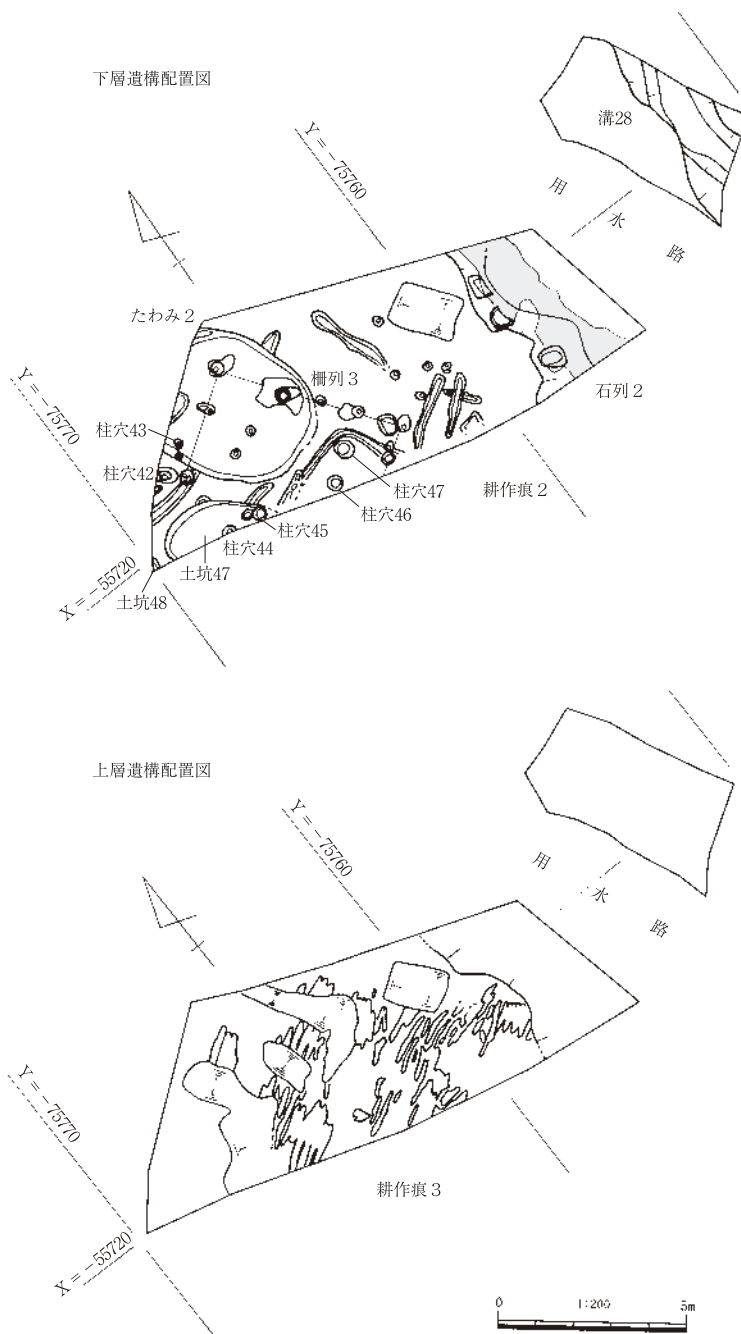 下層遺構配置図
溝28
Y=-75760
用水路
たわみ2
柵列3
Y=-75770
石列2
柱穴43
柱穴42
柱穴47
耕作痕2
柱穴46
柱穴45
柱穴44
土坑47
X=-55720
土坑48
上層遺構配置図
Y=-75760
用水路
Y=-75770
耕作痕3
X=-55720
0 1:200 5m